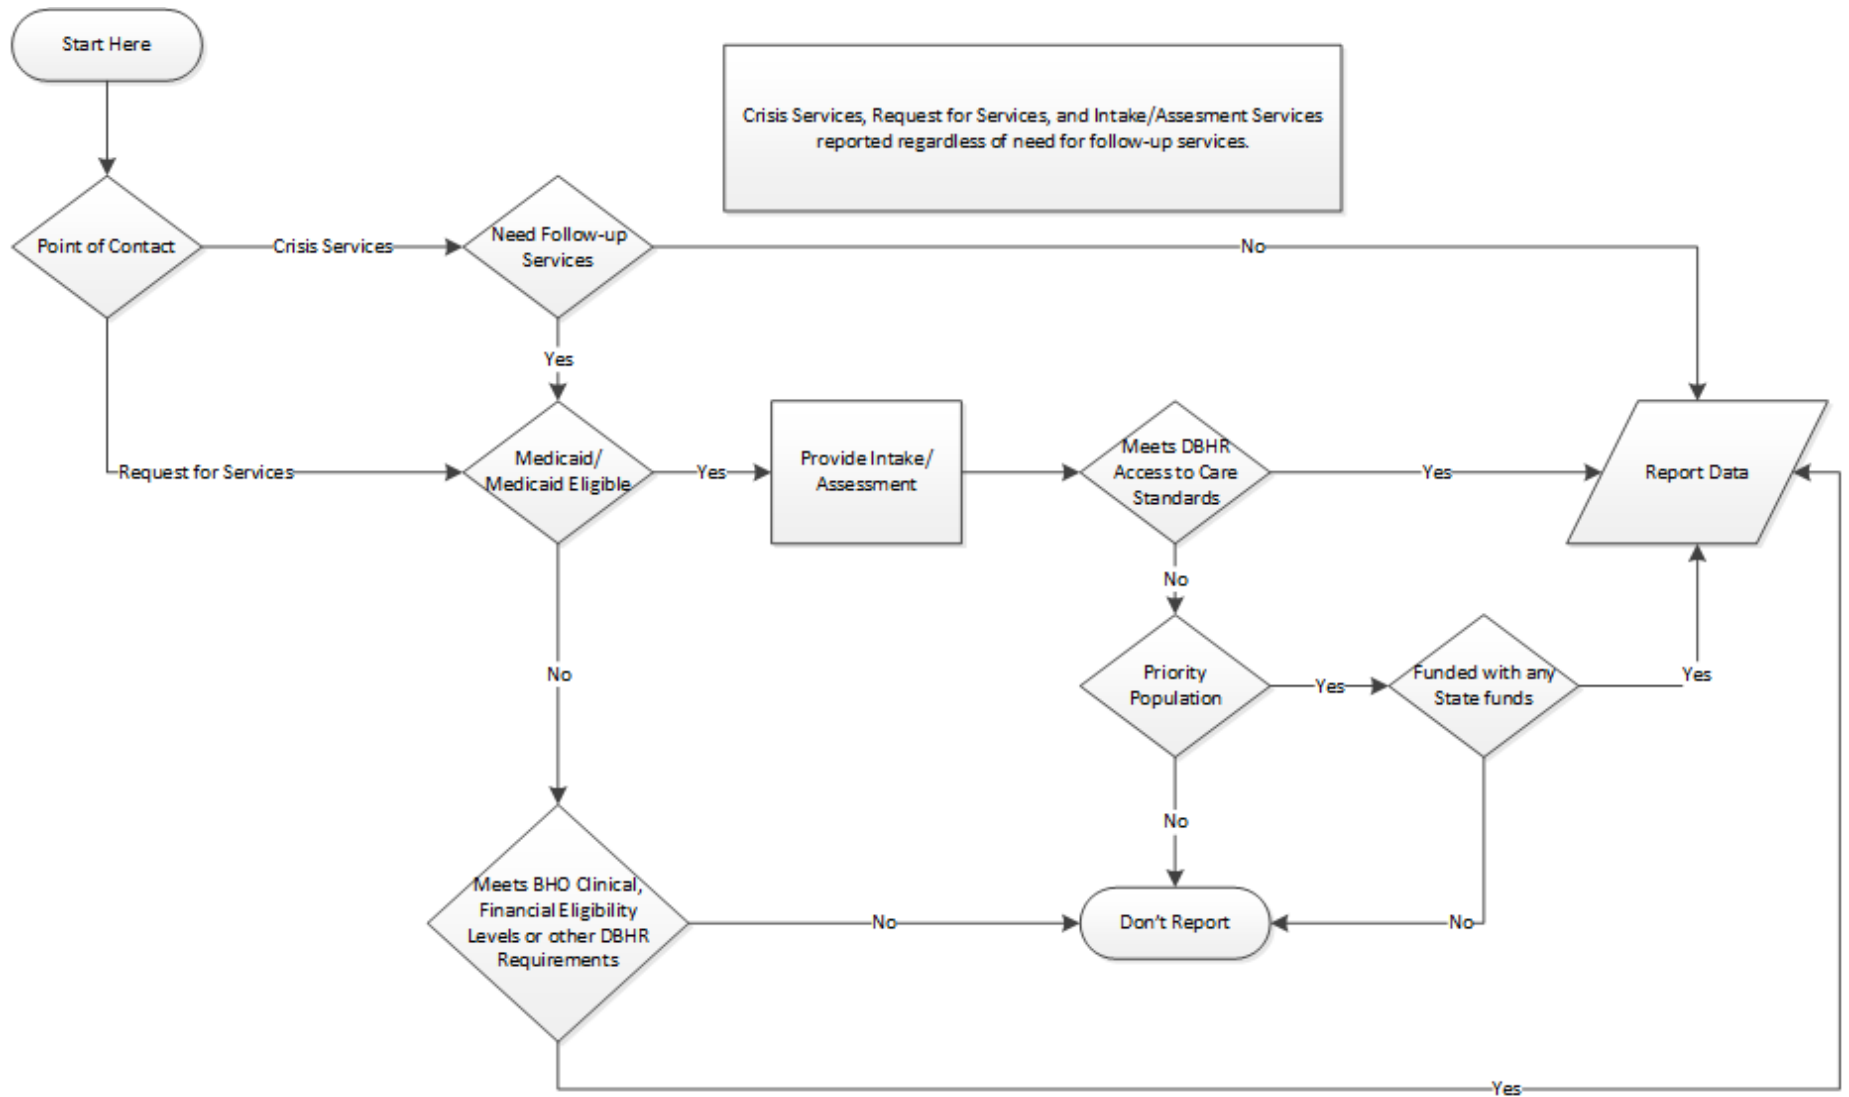 Start Here
Crisis Services, Request for Services, and Intake/Assesment Services
reported regardless of need for follow-up services.
Point of Contact
Crisis Services
Need Follow-up
Services
No
Yes
Request for Services
Medicaid/
Medicaid Eligible
Yes
Provide Intake/
Assessment
Meets DBHR
Access to Care
Standards
Yes
Report Data
No
No
Priority
Population
Yes
Funded with any
State funds
Yes
No
Meets BHO Clinical,
Financial Eligibility
Levels or other DBHR
Requirements
No
Don't Report
No
Yes